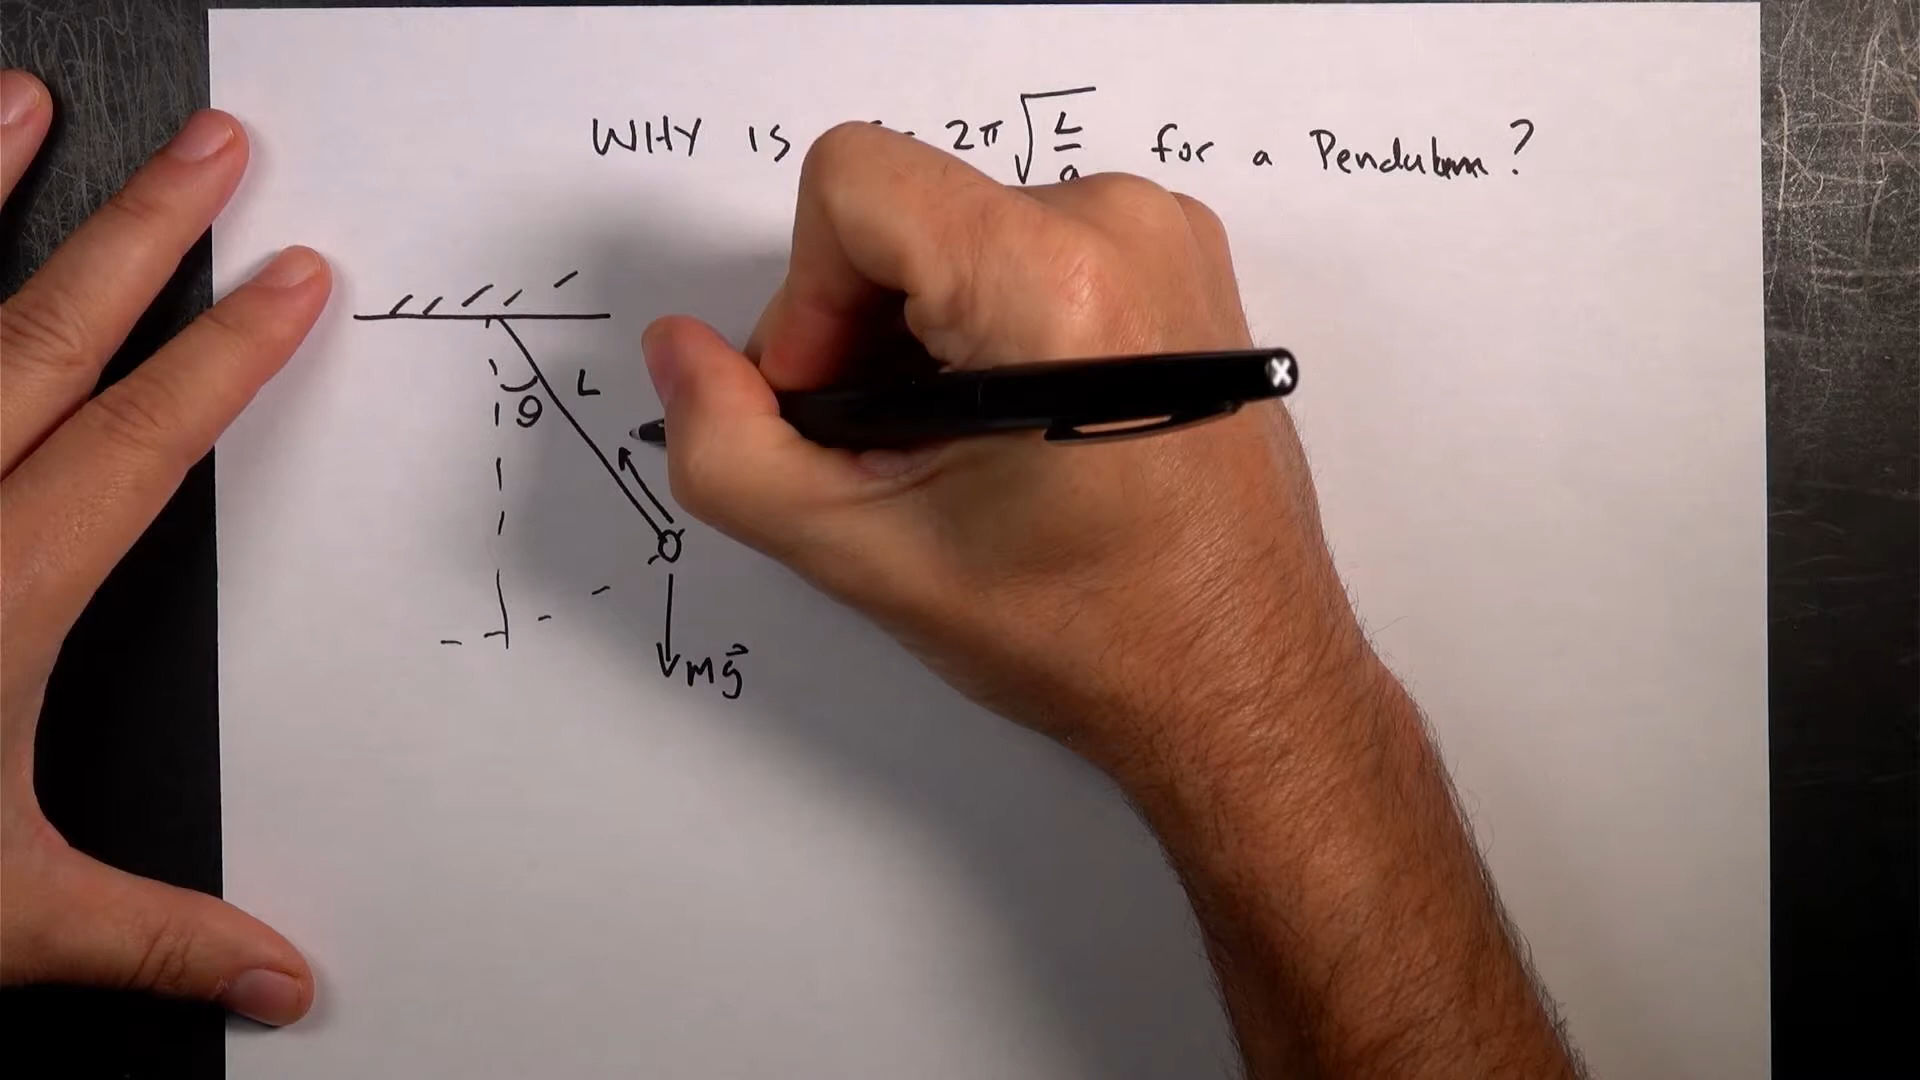 WHY IS = 2π √L/g for a Pendulum?
L
θ
mg⃗
X